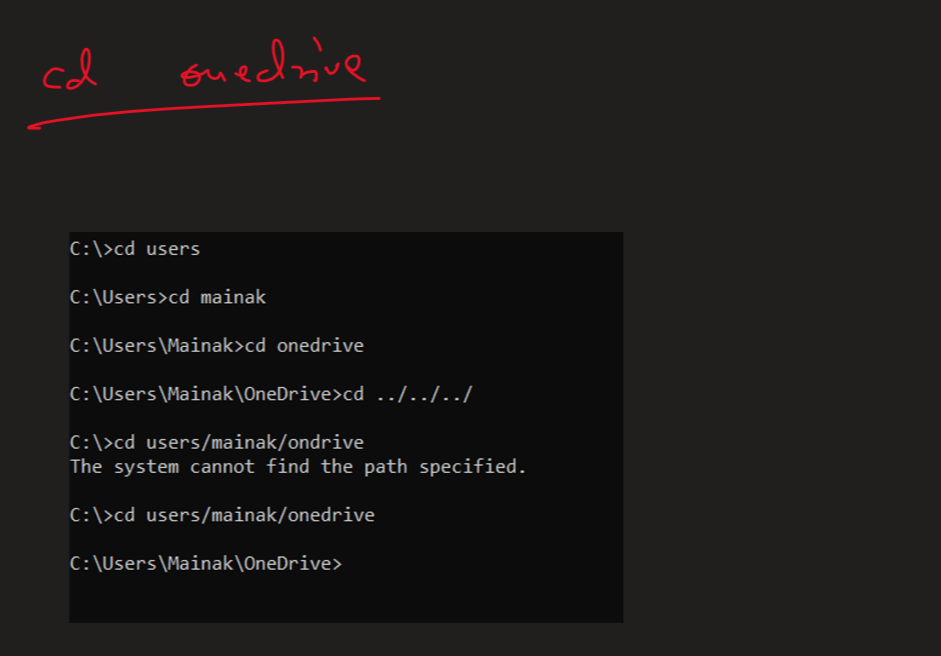 cd onedrive
C:\>cd users
C:\Users>cd mainak
C:\Users\Mainak>cd onedrive
C:\Users\Mainak\OneDrive>cd ../../../
C:\>cd users/mainak/ondrive
The system cannot find the path specified.
C:\>cd users/mainak/onedrive
C:\Users\Mainak\OneDrive>